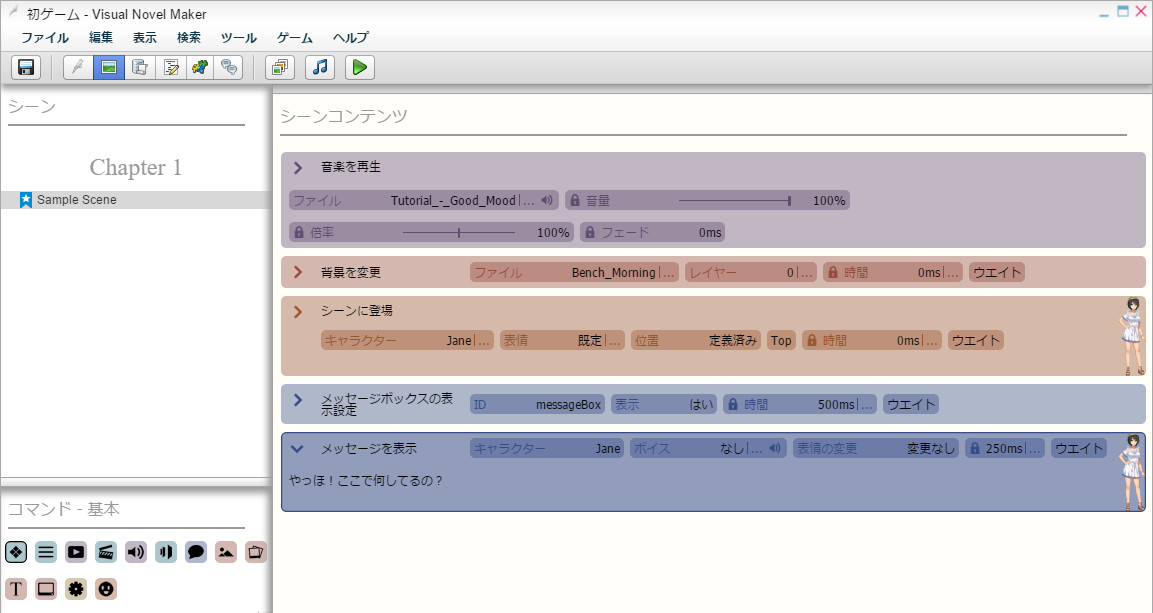 初ゲーム - Visual Novel Maker
ファイル 編集 表示 検索 ツール ゲーム ヘルプ
シーン
Chapter 1
Sample Scene
コマンド - 基本
T
シーンコンテンツ
音楽を再生
ファイル Tutorial_-_Good_Mood|... 音量 100%
倍率 100% フェード 0ms
背景を変更 ファイル Bench_Morning|... レイヤー 0|... 時間 0ms|... ウエイト
シーンに登場
キャラクター Jane|... 表情 既定|... 位置 定義済み Top 時間 0ms|... ウエイト
メッセージボックスの表
示設定
ID messageBox 表示 はい 時間 500ms|... ウエイト
メッセージを表示 キャラクター Jane ボイス なし|... 表情の変更 変更なし 250ms|... ウエイト
やっほ！ここで何してるの？